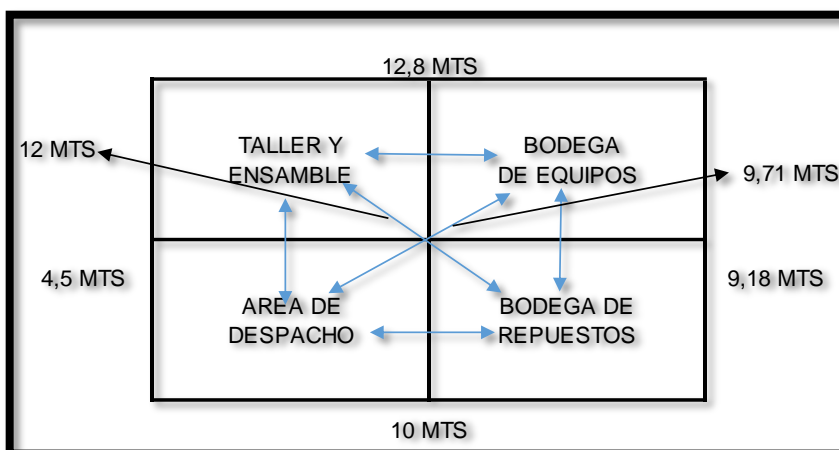 12,8 MTS
12 MTS
TALLER Y
ENSAMBLE
BODEGA
DE EQUIPOS
9,71 MTS
4,5 MTS
AREA DE
DESPACHO
BODEGA DE
REPUESTOS
9,18 MTS
10 MTS